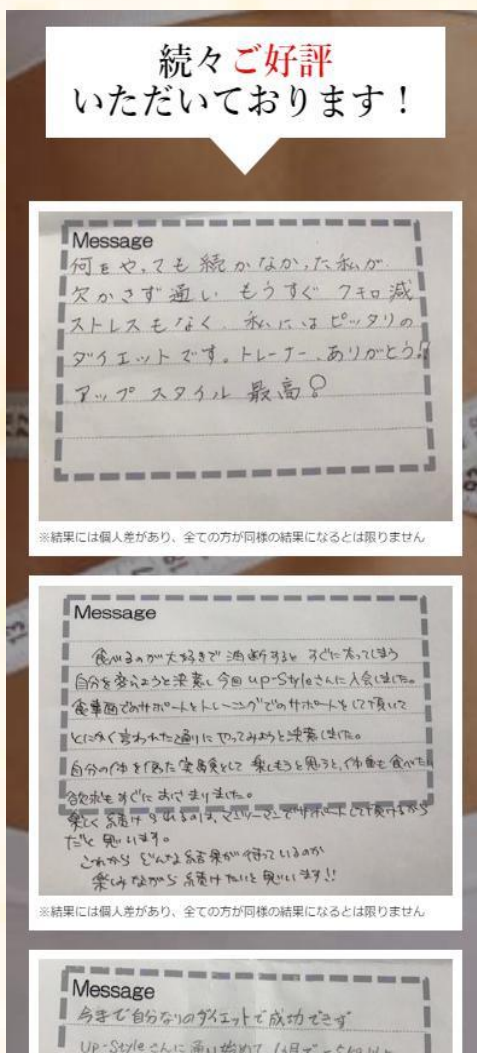 続々ご好評
いただいております！
Message
何をやっても続かなかった私が
欠かさず通い もうすぐ 7キロ減
ストレスもなく、私にはピッタリの
ダイエットです。トレーナー、ありがとう!!
アップスタイル 最高♀
※結果には個人差があり、全ての方が同様の結果になるとは限りません
Message
食べるのが大好きで油断するとすぐに太ってしまう
自分を変えようと決意し今回up-Styleさんに入会しました。
食事面でのサポートとトレーニングでのサポートをして頂いて
とにかく言われた通りにやってみようと決意しました。
自分の体を使った実験として楽しもうと思うと、体重も食べたい
欲求もすぐにおさまりました。
楽しく続けられるのは、マンツーマンでサポートして頂けるから
だと思います。
これからどんな結果が待っているのか
楽しみながら続けたいと思います!!
※結果には個人差があり、全ての方が同様の結果になるとは限りません
Message
今まで自分なりのダイエットで成功できず
up-Styleさんに通い始めて